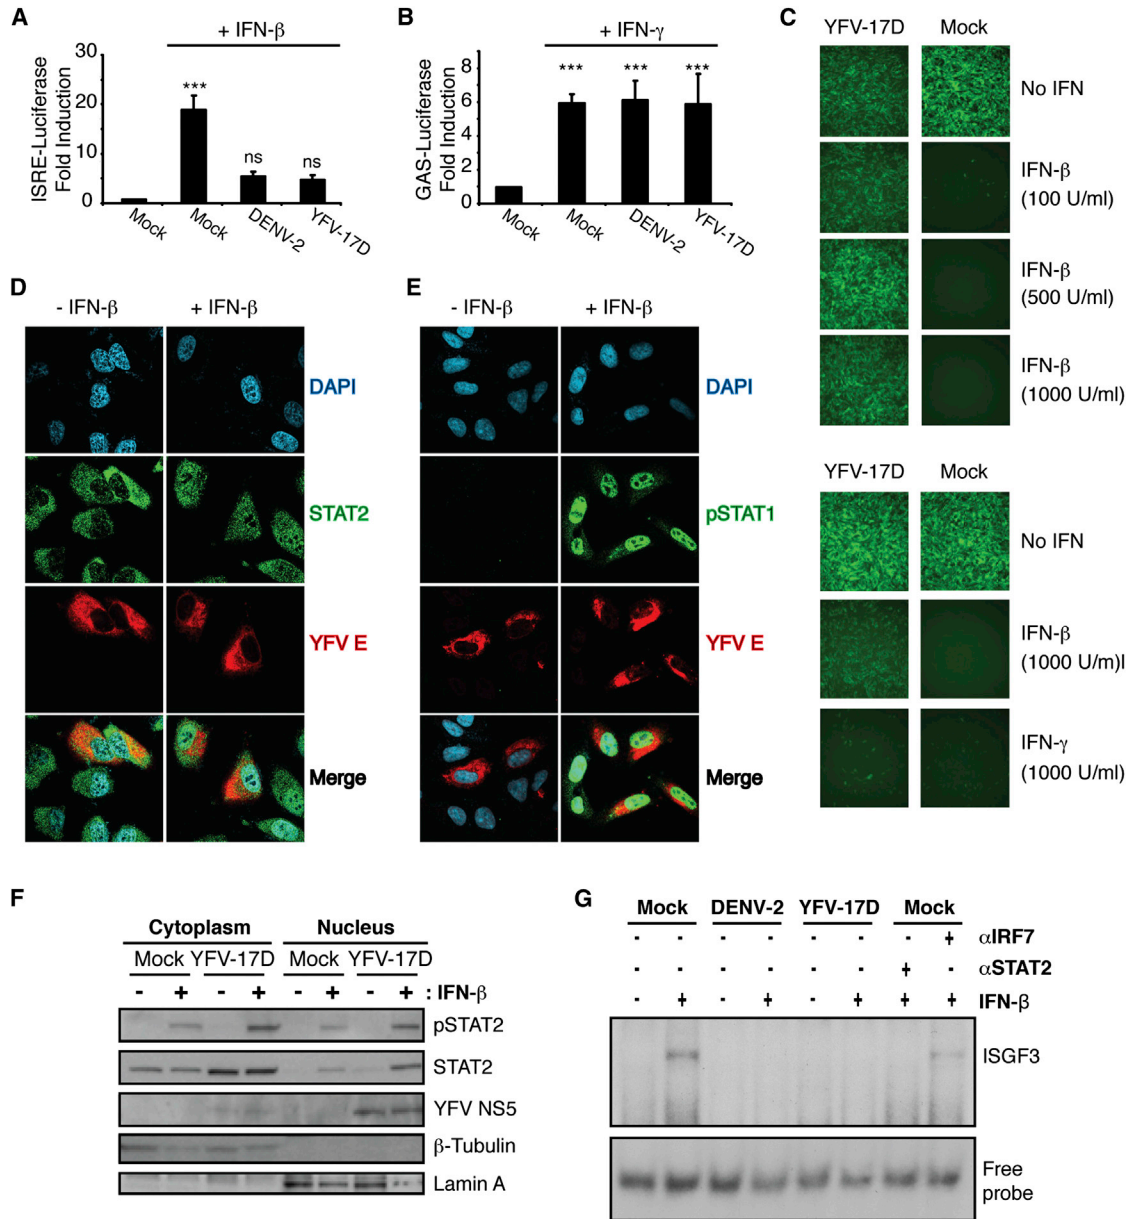 A
+ IFN-β
ISRE-Luciferase
Fold Induction
30
20
10
0
***
ns
ns
Mock
Mock
DENV-2
YFV-17D
B
+ IFN-γ
GAS-Luciferase
Fold Induction
8
6
4
2
0
***
***
***
Mock
Mock
DENV-2
YFV-17D
C
YFV-17D Mock
No IFN
IFN-β
(100 U/ml)
IFN-β
(500 U/ml)
IFN-β
(1000 U/ml)
YFV-17D Mock
No IFN
IFN-β
(1000 U/m)l
IFN-γ
(1000 U/ml)
D
- IFN-β + IFN-β
DAPI
STAT2
YFV E
Merge
E
- IFN-β + IFN-β
DAPI
pSTAT1
YFV E
Merge
F
Cytoplasm Nucleus
Mock YFV-17D Mock YFV-17D
- + - + - + - + : IFN-β
pSTAT2
STAT2
YFV NS5
β-Tubulin
Lamin A
G
Mock DENV-2 YFV-17D Mock
- - - - - - - + αIRF7
- - - - - - + - αSTAT2
- + - + - + + + IFN-β
ISGF3
Free
probe